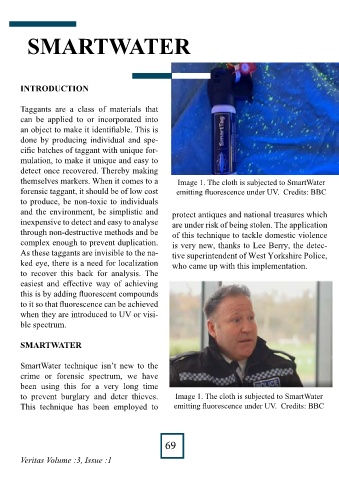 SMARTWATER
INTRODUCTION
Taggants are a class of materials that
can be applied to or incorporated into
an object to make it identifiable. This is
done by producing individual and spe-
cific batches of taggant with unique for-
mulation, to make it unique and easy to
detect once recovered. Thereby making
themselves markers. When it comes to a
forensic taggant, it should be of low cost
to produce, be non-toxic to individuals
and the environment, be simplistic and
inexpensive to detect and easy to analyse
through non-destructive methods and be
complex enough to prevent duplication.
As these taggants are invisible to the na-
ked eye, there is a need for localization
to recover this back for analysis. The
easiest and effective way of achieving
this is by adding fluorescent compounds
to it so that fluorescence can be achieved
when they are introduced to UV or visi-
ble spectrum.
SMARTWATER
SmartWater technique isn't new to the
crime or forensic spectrum, we have
been using this for a very long time
to prevent burglary and deter thieves.
This technique has been employed to
SmartTag
Image 1. The cloth is subjected to SmartWater
emitting fluorescence under UV. Credits: BBC
protect antiques and national treasures which
are under risk of being stolen. The application
of this technique to tackle domestic violence
is very new, thanks to Lee Berry, the detec-
tive superintendent of West Yorkshire Police,
who came up with this implementation.
POLICE
Image 1. The cloth is subjected to SmartWater
emitting fluorescence under UV. Credits: BBC
69
Veritas Volume :3, Issue :1